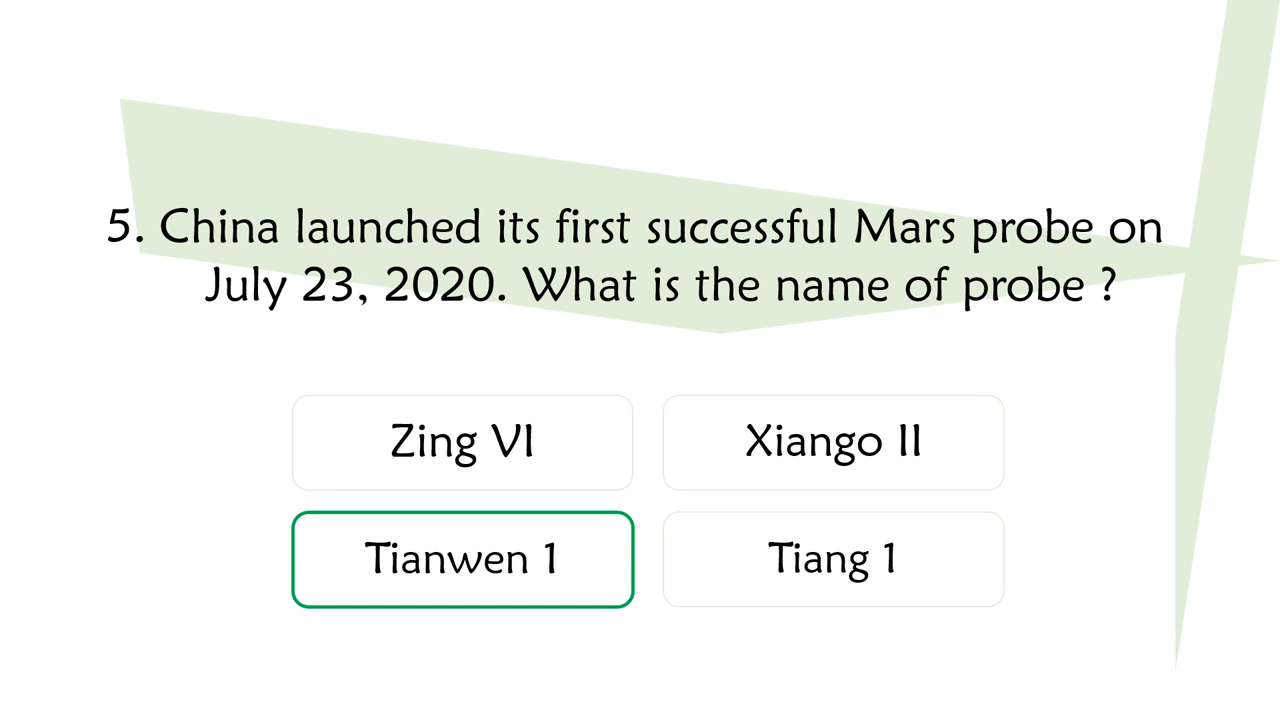 5. China launched its first successful Mars probe on
July 23, 2020. What is the name of probe ?
Zing VI
Xiango II
Tianwen 1
Tiang 1